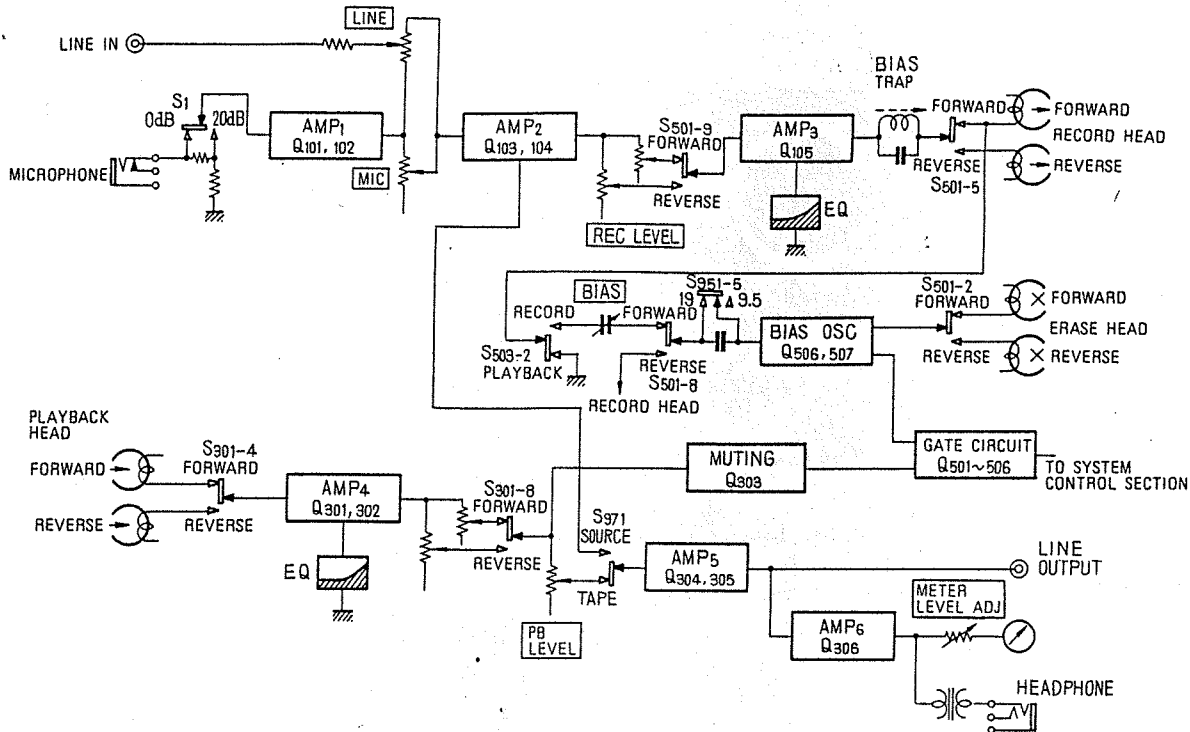 LINE
LINE IN
S1
0dB
20dB
AMP1
Q101, 102
MICROPHONE
MIC
AMP2
Q103, 104
S501-9
FORWARD
REVERSE
REC LEVEL
AMP3
Q105
EQ
BIAS
TRAP
FORWARD
FORWARD
RECORD HEAD
REVERSE
REVERSE
S501-5
BIAS
RECORD
FORWARD
S951-5
19
9.5
S503-2
PLAYBACK
REVERSE
S501-8
RECORD HEAD
BIAS OSC
Q506, 507
S501-2
FORWARD
FORWARD
ERASE HEAD
REVERSE
REVERSE
GATE CIRCUIT
Q501~506
TO SYSTEM
CONTROL SECTION
MUTING
Q303
PLAYBACK
HEAD
FORWARD
REVERSE
S301-4
FORWARD
REVERSE
AMP4
Q301, 302
EQ
S301-8
FORWARD
REVERSE
PB
LEVEL
S971
SOURCE
TAPE
AMP5
Q304, 305
LINE
OUTPUT
METER
LEVEL ADJ
AMP6
Q306
HEADPHONE